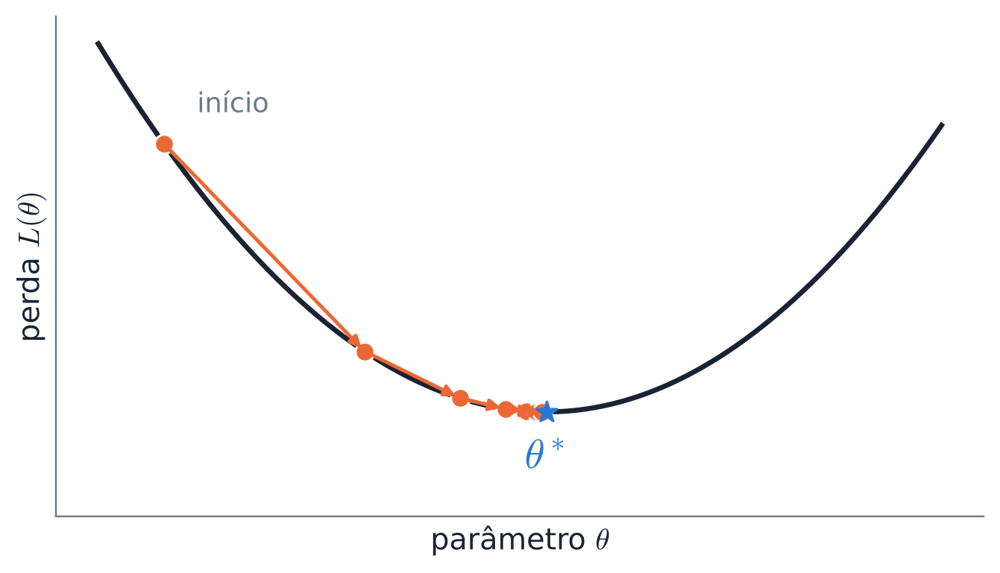 início
perda L(θ)
θ*
parâmetro θ